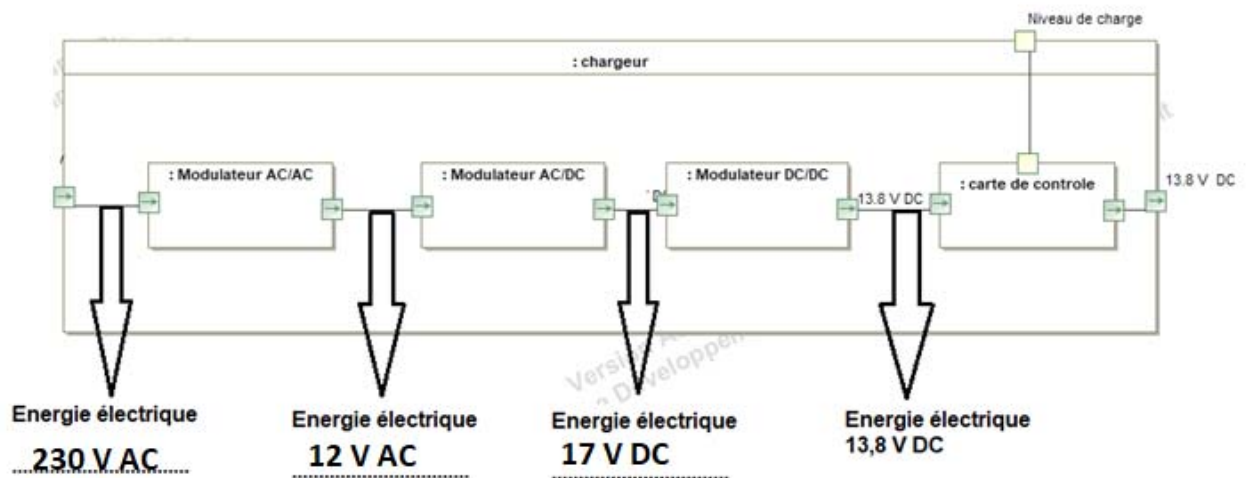 Niveau de charge
: chargeur
: Modulateur AC/AC
: Modulateur AC/DC
: Modulateur DC/DC
: carte de controle
13.8 V DC
13.8 V DC
Version
Développem
Energie électrique
230 V AC
Energie électrique
12 V AC
Energie électrique
17 V DC
Energie électrique
13,8 V DC